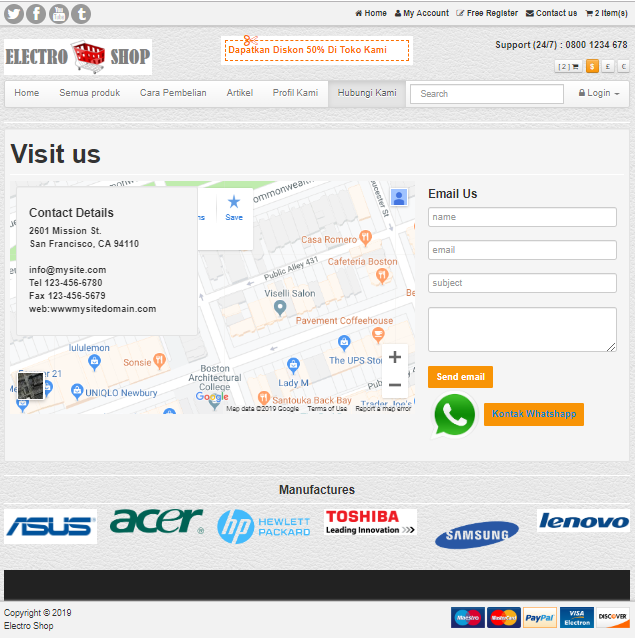 Home My Account Free Register Contact us 2 Item(s)
ELECTRO SHOP
Dapatkan Diskon 50% Di Toko Kami
Support (24/7) : 0800 1234 678
[ 2 ] $ £ €
Home Semua produk Cara Pembelian Artikel Profil Kami Hubungi Kami Search Login
Visit us
Contact Details
2601 Mission St.
San Francisco, CA 94110
info@mysite.com
Tel 123-456-6780
Fax 123-456-5679
web:wwwmysitedomain.com
ns Save
ommonwealth
Casa Romero
Cafeteria Boston
Public Alley 431
Viselli Salon
Pavement Coffeehouse
lululemon
Sonsie
The UPS Sto
Boston
Architectural
College
Lady M
er 21
UNIQLO Newbury
Santouka Back Bay
Trader Joe's
Public Al
Google
Map data ©2019 Google Terms of Use Report a map error
Email Us
name
email
subject
Send email
Kontak Whatshapp
Manufactures
ASUS
acer
hp HEWLETT
PACKARD
TOSHIBA
Leading Innovation >>>
SAMSUNG
lenovo
Copyright © 2019
Electro Shop
Maestro MasterCard PayPal VISA
Electron DISCOVER